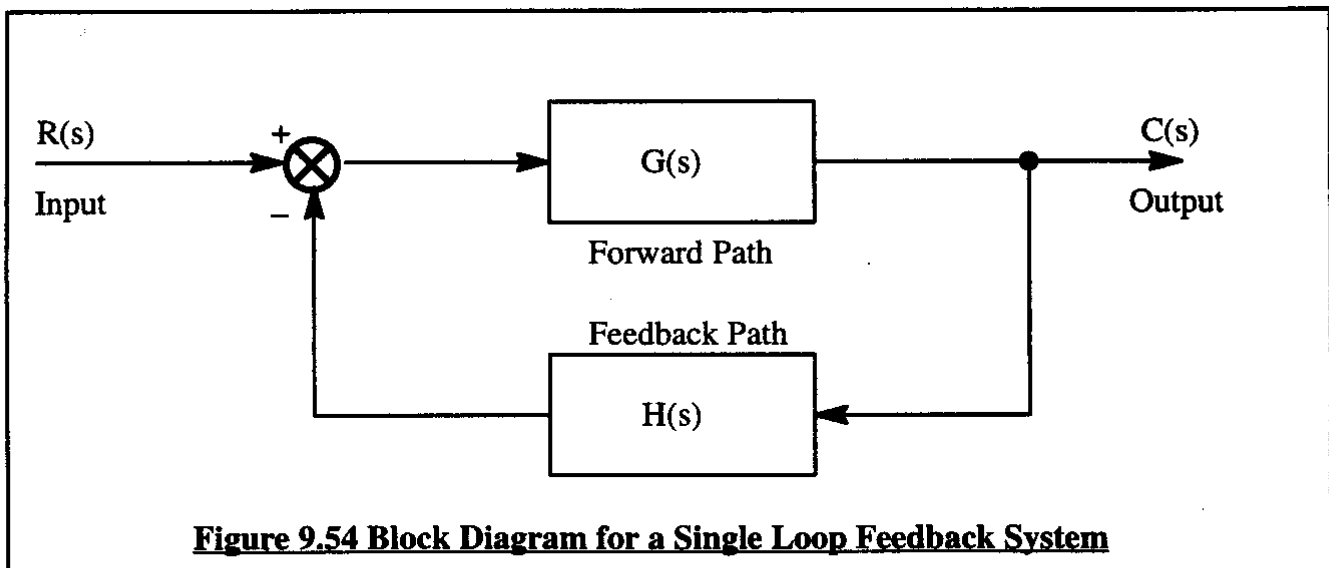 R(s)
+
G(s)
C(s)
Input
–
Output
Forward Path
Feedback Path
H(s)
Figure 9.54 Block Diagram for a Single Loop Feedback System